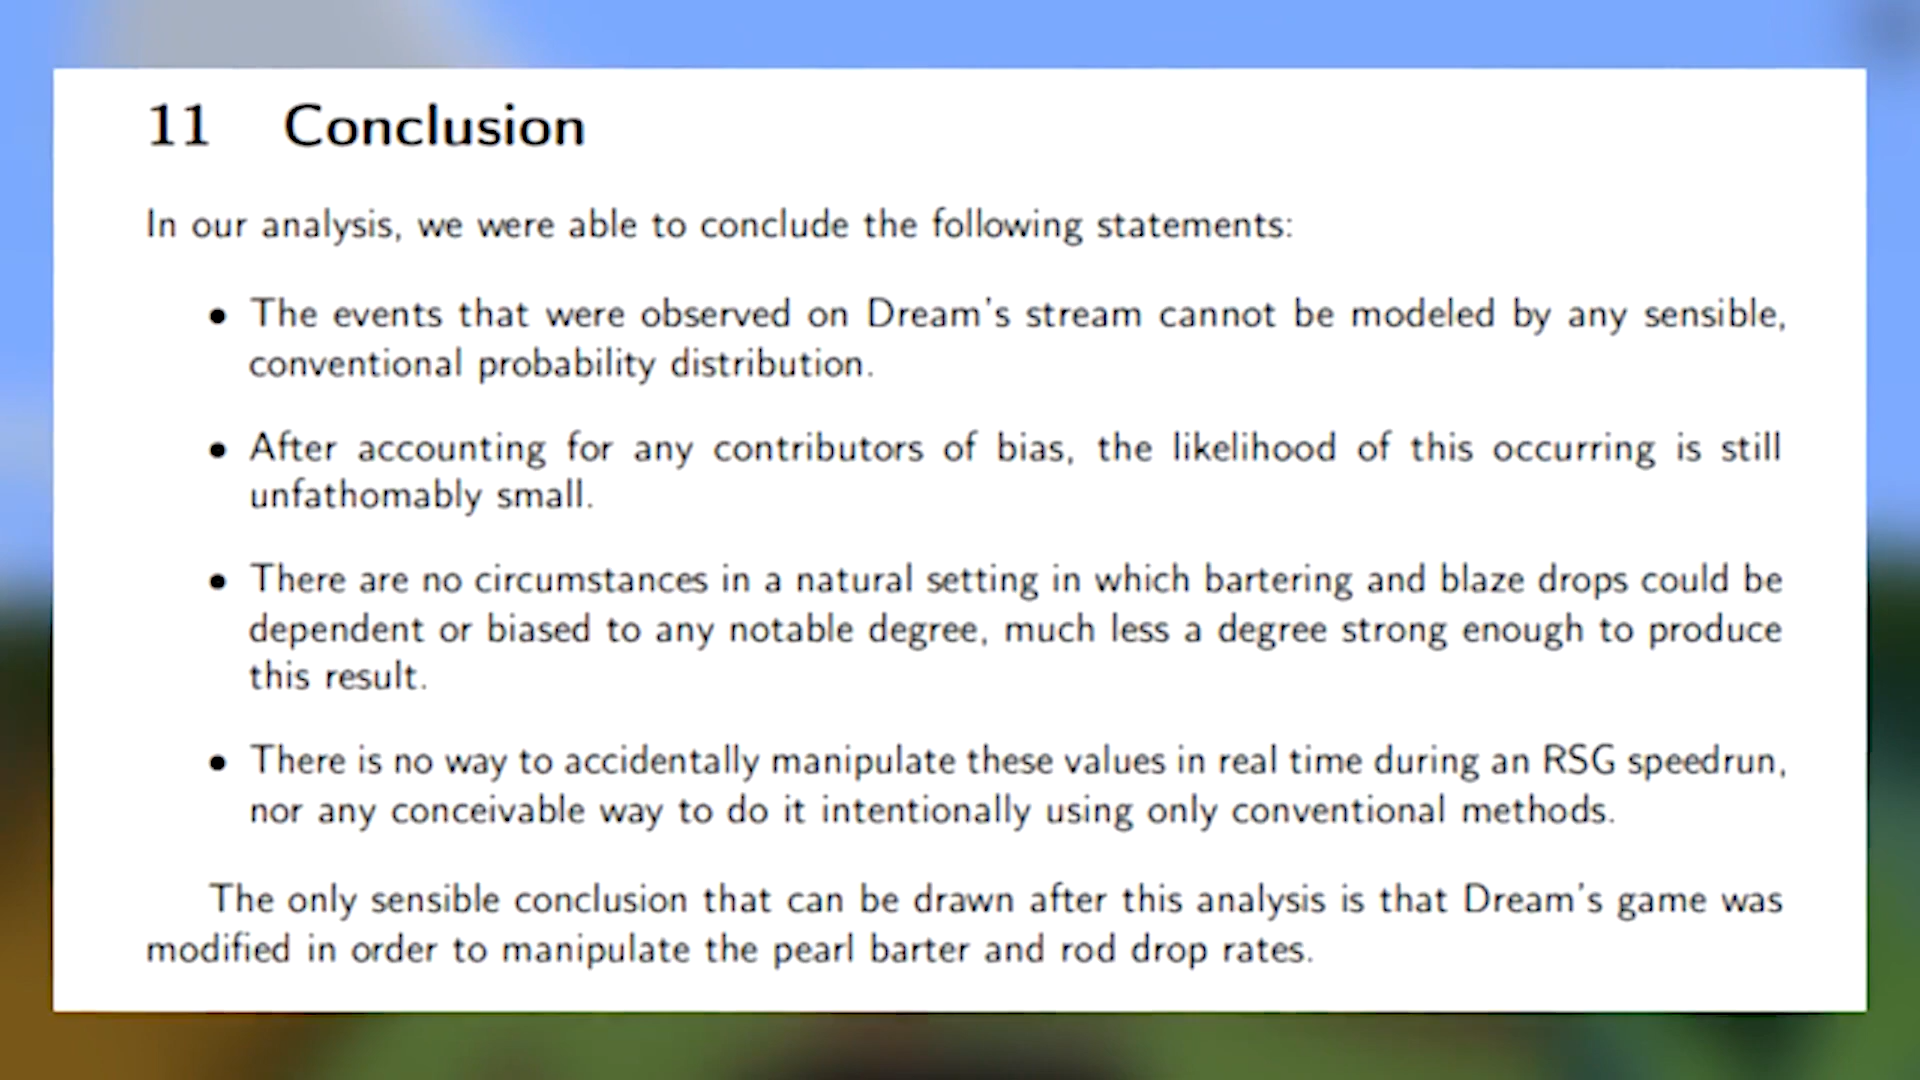 11 Conclusion
In our analysis, we were able to conclude the following statements:
• The events that were observed on Dream's stream cannot be modeled by any sensible,
conventional probability distribution.
• After accounting for any contributors of bias, the likelihood of this occurring is still
unfathomably small.
• There are no circumstances in a natural setting in which bartering and blaze drops could be
dependent or biased to any notable degree, much less a degree strong enough to produce
this result.
• There is no way to accidentally manipulate these values in real time during an RSG speedrun,
nor any conceivable way to do it intentionally using only conventional methods.
The only sensible conclusion that can be drawn after this analysis is that Dream's game was
modified in order to manipulate the pearl barter and rod drop rates.